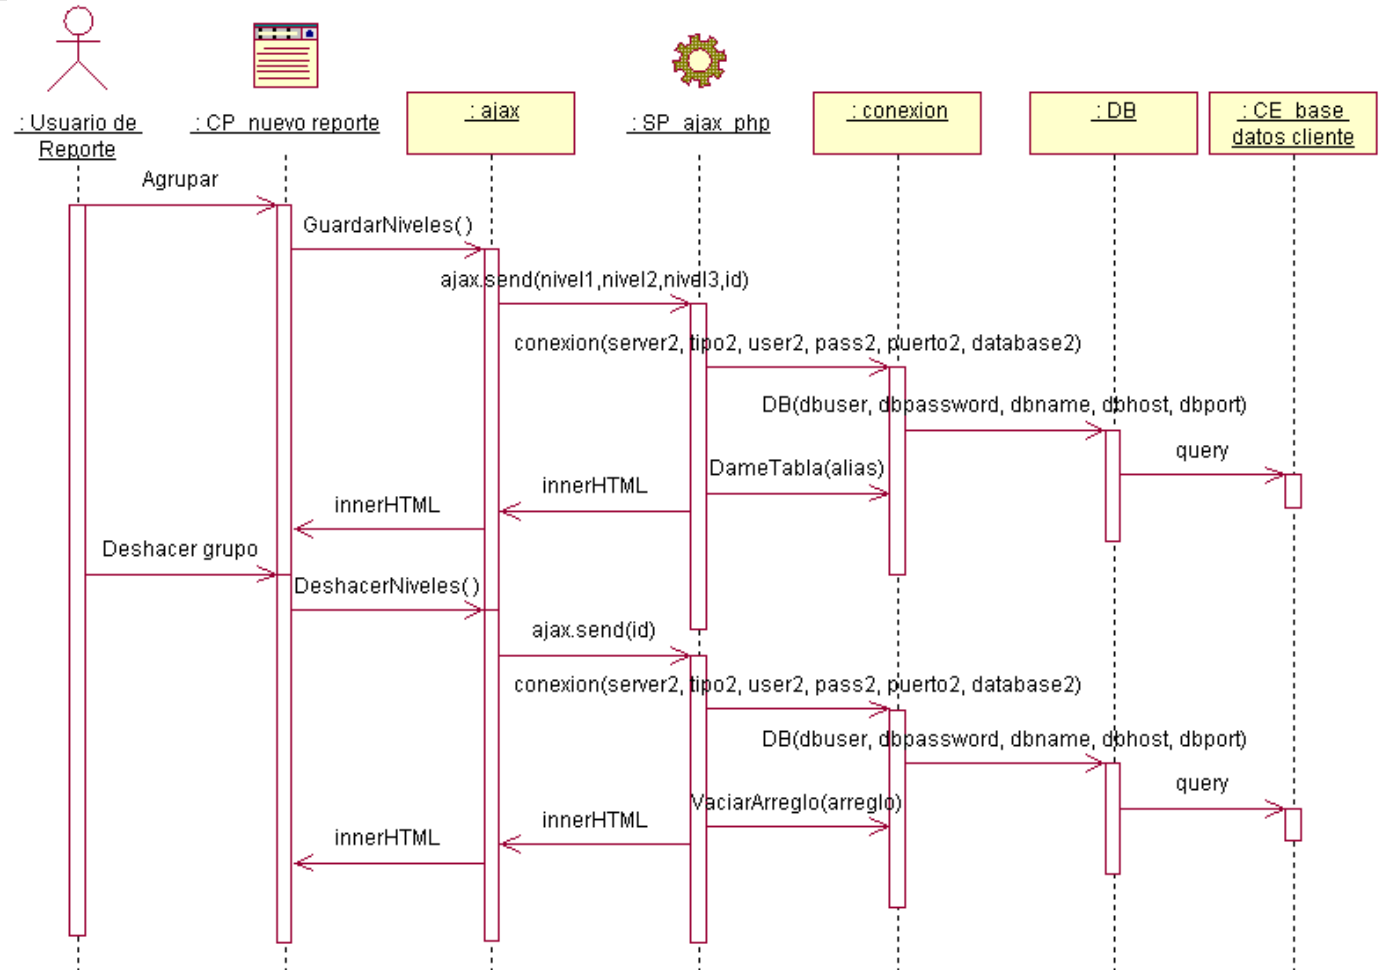 : Usuario de
Reporte
: CP_nuevo reporte
: ajax
: SP_ajax_php
: conexion
: DB
: CE_base
datos cliente
Agrupar
GuardarNiveles()
ajax.send(nivel1,nivel2,nivel3,id)
conexion(server2, tipo2, user2, pass2, puerto2, database2)
DB(dbuser, dbpassword, dbname, dbhost, dbport)
query
DameTabla(alias)
innerHTML
innerHTML
Deshacer grupo
DeshacerNiveles()
ajax.send(id)
conexion(server2, tipo2, user2, pass2, puerto2, database2)
DB(dbuser, dbpassword, dbname, dbhost, dbport)
query
VaciarArreglo(arreglo)
innerHTML
innerHTML